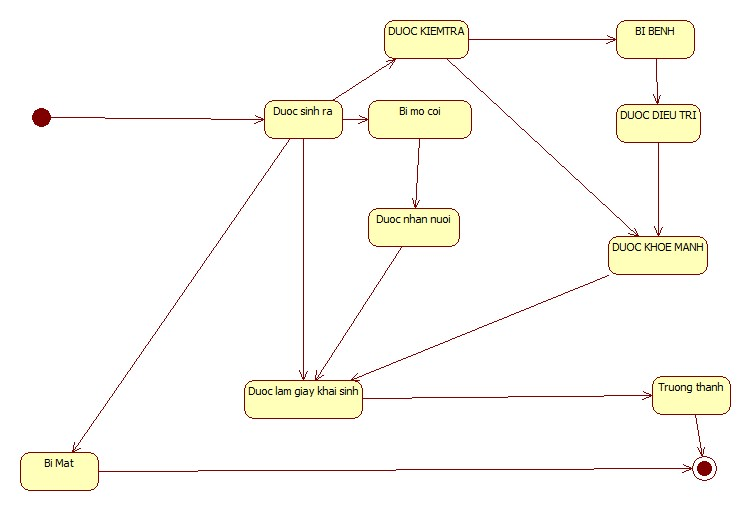 DUOC KIEMTRA
BI BENH
Duoc sinh ra
Bi mo coi
DUOC DIEU TRI
Duoc nhan nuoi
DUOC KHOE MANH
Duoc lam giay khai sinh
Truong thanh
Bi Mat